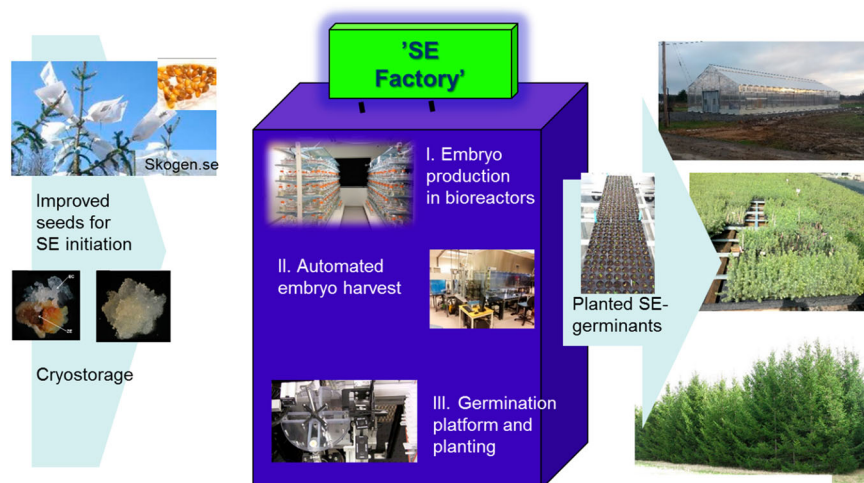 Skogen.se
Improved
seeds for
SE initiation
Cryostorage
’SE
Factory’
I. Embryo
production
in bioreactors
II. Automated
embryo harvest
III. Germination
platform and
planting
Planted SE-
germinants